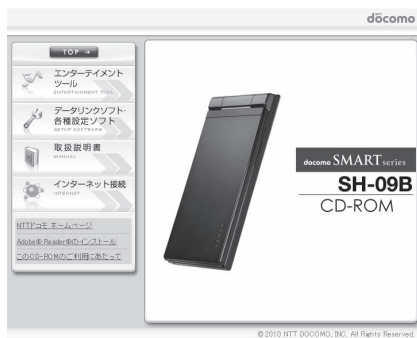 döcomo
TOP →
エンターテイメント
ツール
ENTERTAINMENT TOOL
データリンクソフト・
各種設定ソフト
SETUP SOFTWARE
取扱説明書
MANUAL
インターネット接続
INTERNET
NTTドコモ ホームページ
Adobe® Reader®のインストール
このCD-ROMのご利用にあたって
docomo SMART series
SH-09B
CD-ROM
© 2010 NTT DOCOMO, INC. All Rights Reserved.